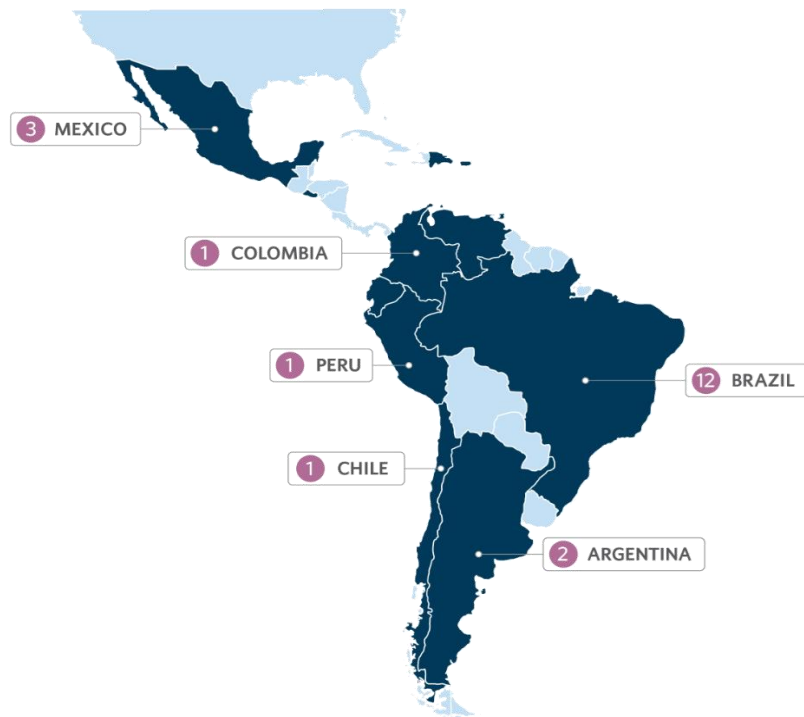 3 MEXICO
1 COLOMBIA
1 PERU
12 BRAZIL
1 CHILE
2 ARGENTINA